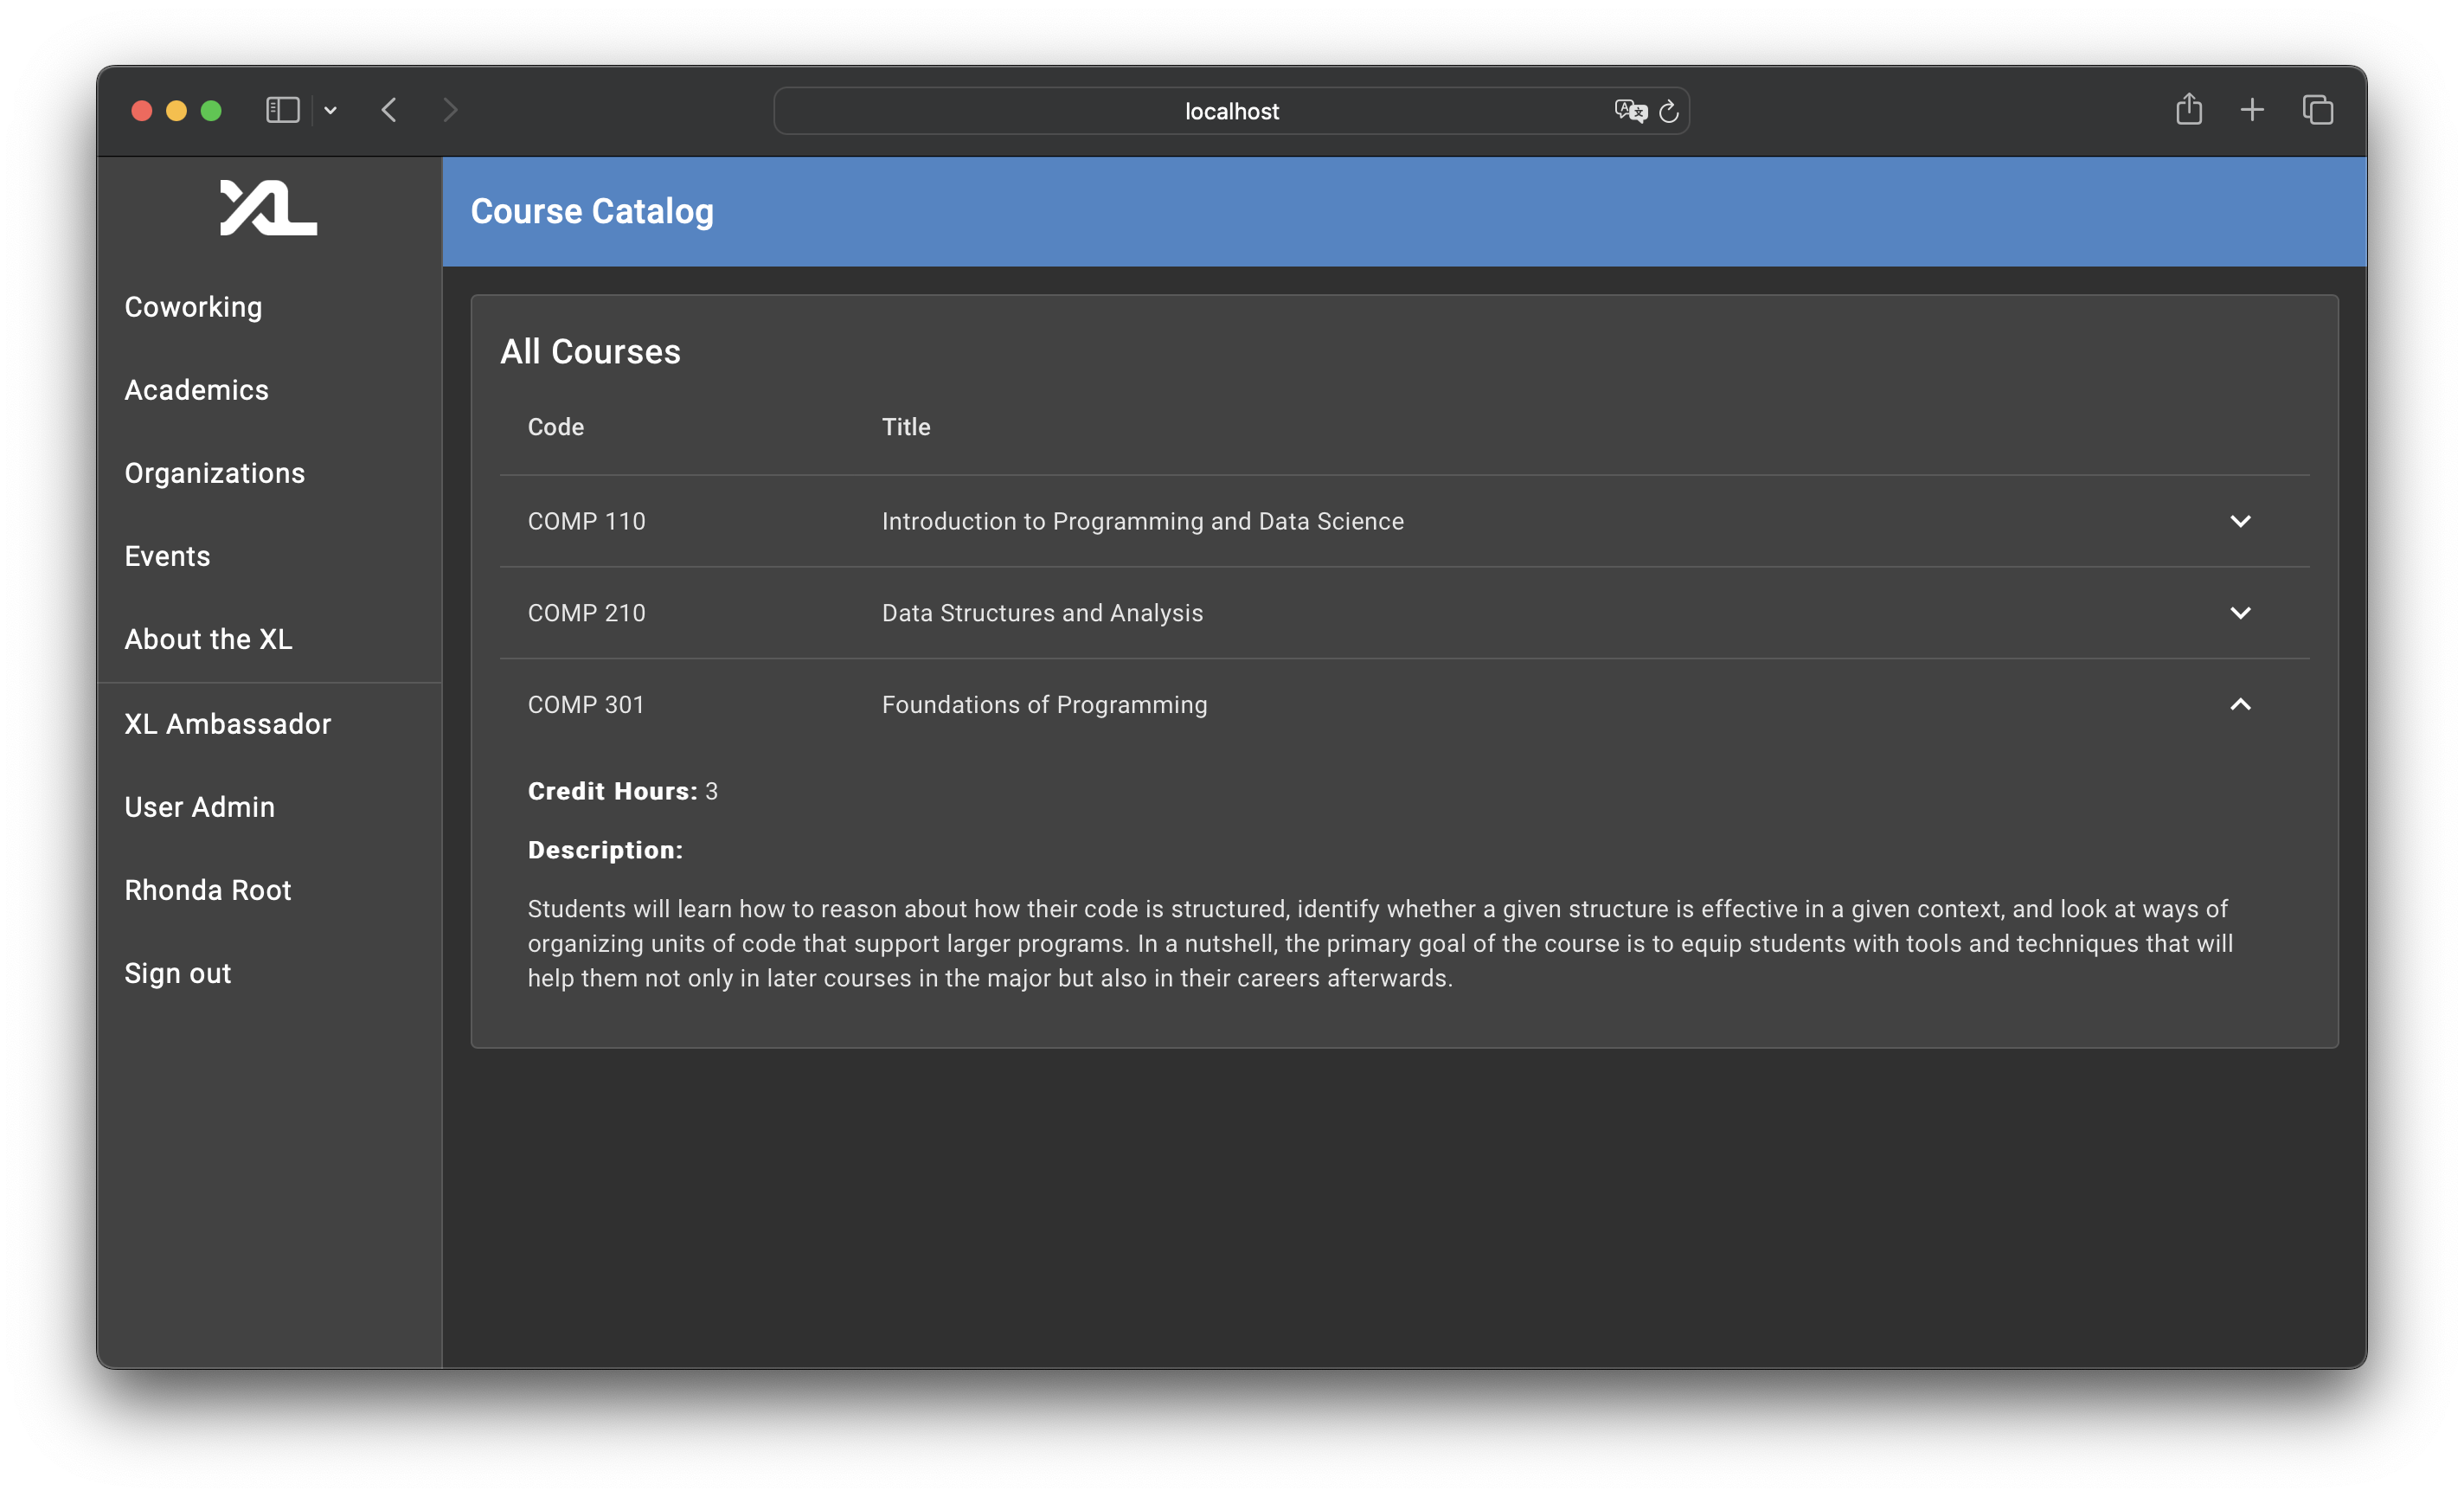 localhost
XL
Course Catalog
Coworking
Academics
Organizations
Events
About the XL
XL Ambassador
User Admin
Rhonda Root
Sign out
All Courses
Code Title
COMP 110 Introduction to Programming and Data Science
COMP 210 Data Structures and Analysis
COMP 301 Foundations of Programming
Credit Hours: 3
Description:
Students will learn how to reason about how their code is structured, identify whether a given structure is effective in a given context, and look at ways of
organizing units of code that support larger programs. In a nutshell, the primary goal of the course is to equip students with tools and techniques that will
help them not only in later courses in the major but also in their careers afterwards.